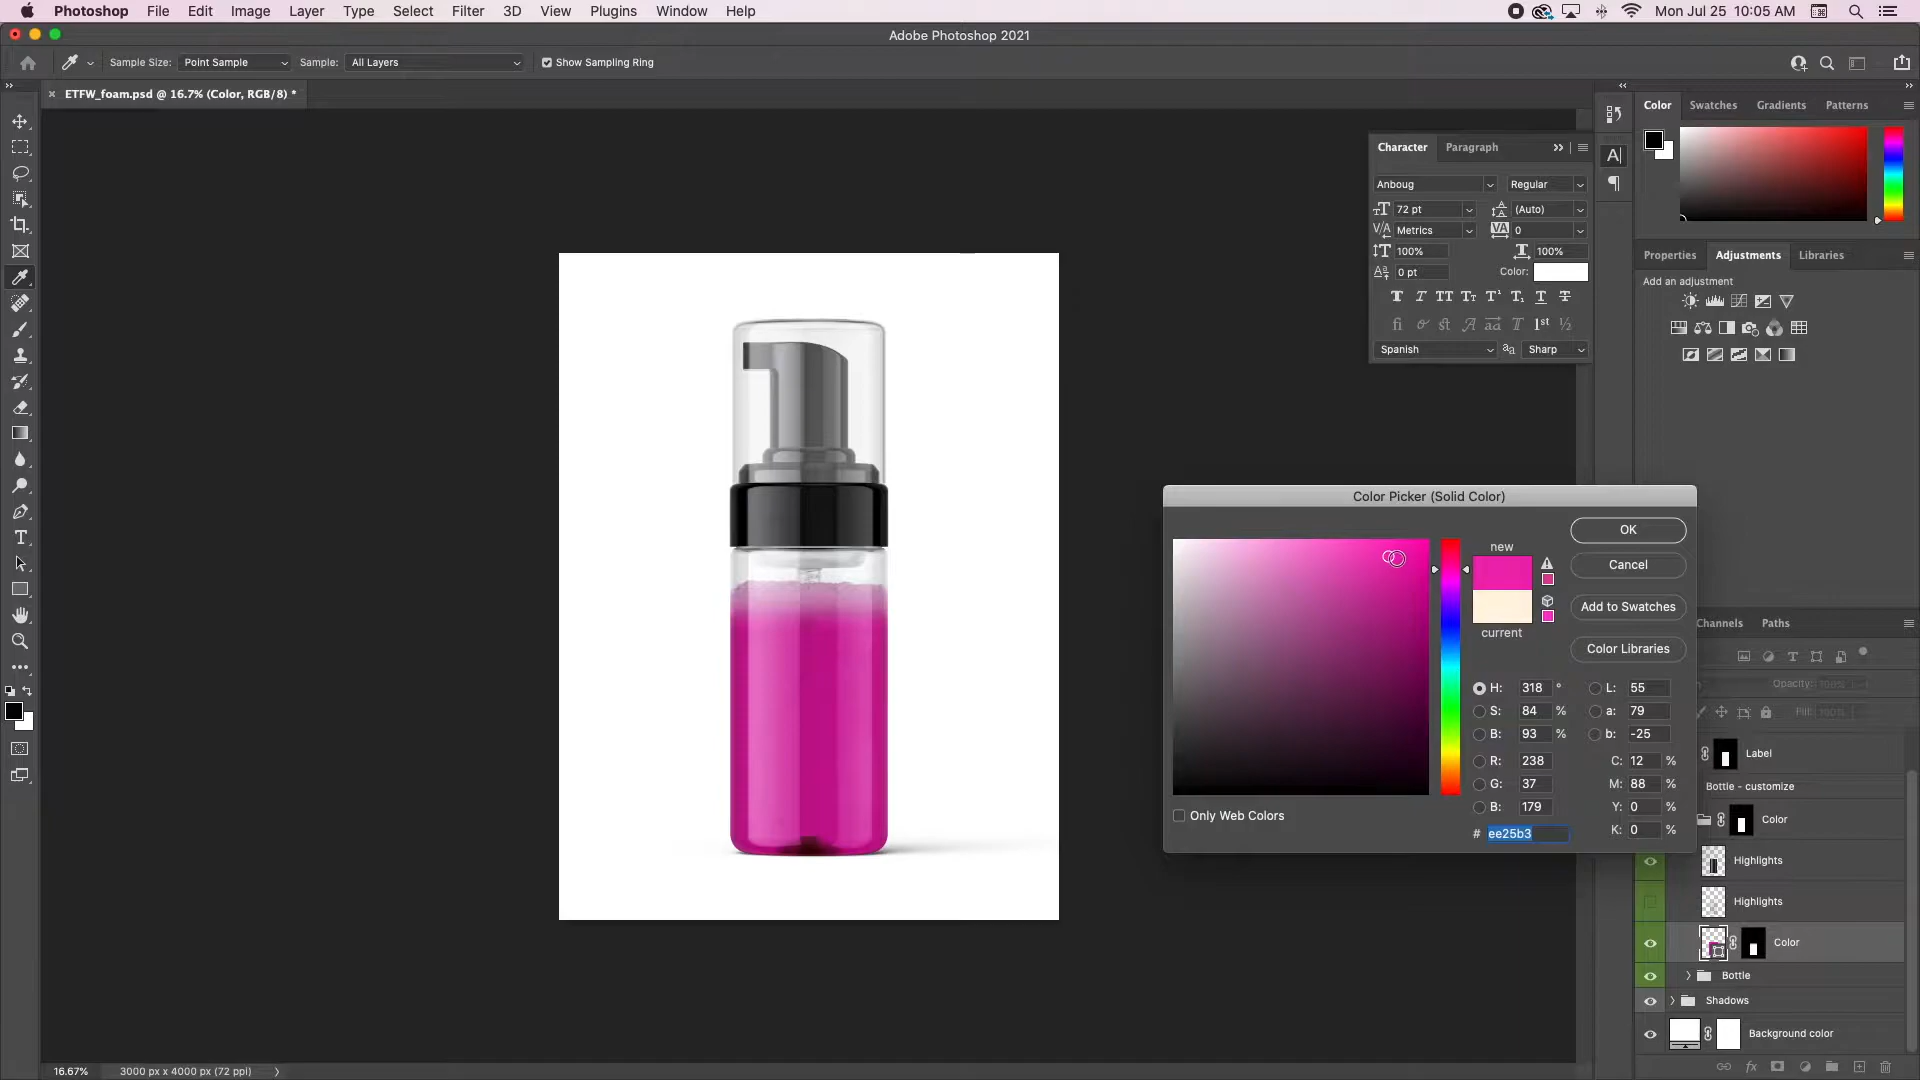 Photoshop File Edit Image Layer Type Select Filter 3D View Plugins Window Help Mon Jul 25 10:05 AM
Adobe Photoshop 2021
Sample Size: Point Sample Sample: All Layers Show Sampling Ring
ETFW_foam.psd @ 16.7% (Color, RGB/8) *
Color Swatches Gradients Patterns
Character Paragraph
Anboug Regular
72 pt (Auto)
Metrics 0
100% 100%
0 pt Color:
Spanish Sharp
Properties Adjustments Libraries
Add an adjustment
Color Picker (Solid Color)
new
current
OK
Cancel
Add to Swatches
Color Libraries
H: 318 ° L: 55
S: 84 % a: 79
B: 93 % b: -25
R: 238 C: 12 %
G: 37 M: 88 %
B: 179 Y: 0 %
# ee25b3 K: 0 %
Only Web Colors
Channels Paths
Opacity: 100%
Fill: 100%
Label
Bottle - customize
Color
Highlights
Highlights
Color
Bottle
Shadows
Background color
16.67% 3000 px x 4000 px (72 ppi)